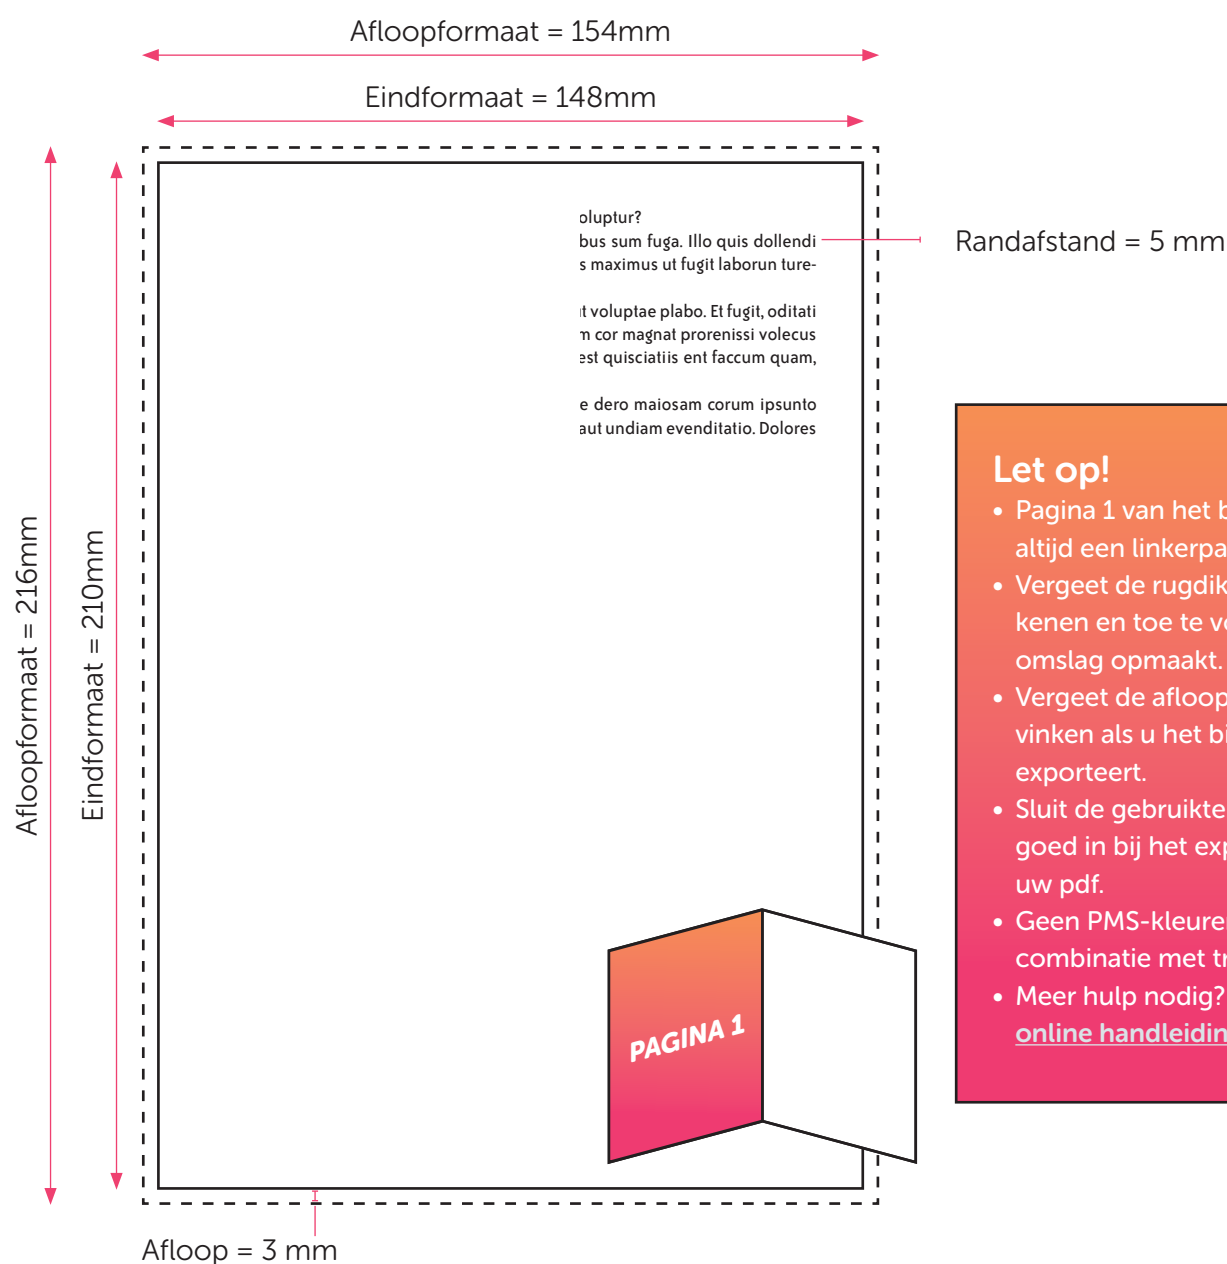 Afloopformaat = 154mm
Eindformaat = 148mm
Afloopformaat = 216mm
Eindformaat = 210mm
oluptur?
bus sum fuga. Illo quis dollendi
s maximus ut fugit laborun ture-
t voluptae plabo. Et fugit, oditati
cor magnat prorenissi volecus
est quisciatiis ent faccum quam,
e dero maiosam corum ipsunto
aut undiam evenditatio. Dolores
Randafstand = 5 mm
Let op!
• Pagina 1 van het b
altijd een linkerpa
• Vergeet de rugdik
kenen en toe te vo
omslag opmaakt.
• Vergeet de afloop
vinken als u het bi
exporteert.
• Sluit de gebruikte
goed in bij het exp
uw pdf.
• Geen PMS-kleure
combinatie met tr
• Meer hulp nodig?
online handleidin
PAGINA 1
Afloop = 3 mm